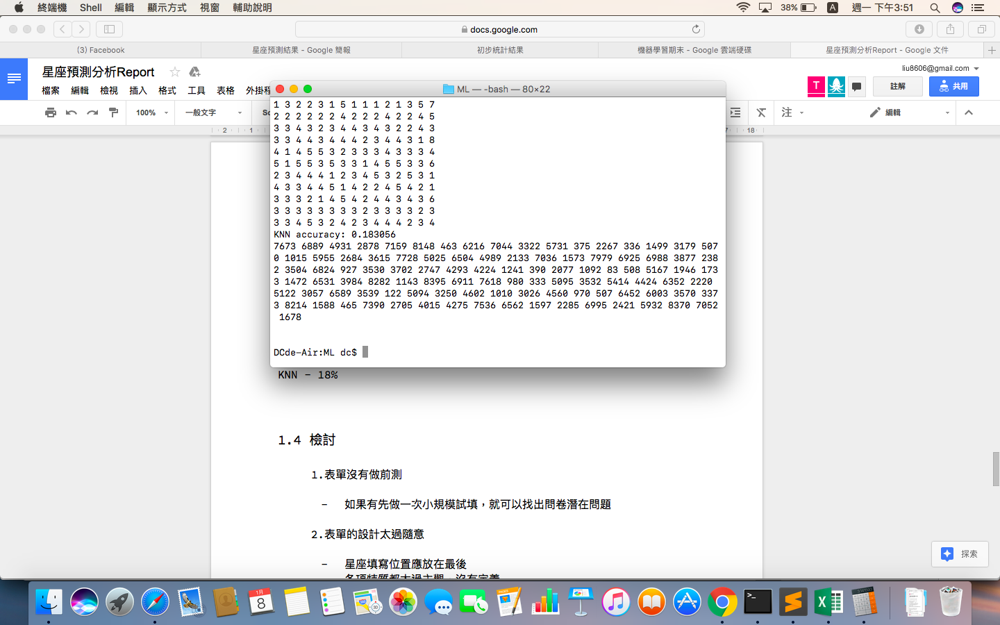 終端機 Shell 編輯 顯示方式 視窗 輔助說明 38% A 週一 下午3:51
docs.google.com
(3) Facebook 星座預測結果 - Google 簡報 初步統計結果 機器學習期末 - Google 雲端硬碟 星座預測分析Report - Google 文件
星座預測分析Report
liu8606@gmail.com
檔案 編輯 檢視 插入 格式 工具 表格 外掛程
T 註解 共用
100% 一般文字 Sc 注 編輯
2 1 17 18
ML — -bash — 80×22
1 3 2 2 3 1 5 1 1 1 2 1 3 5 7
2 2 2 2 2 2 4 2 2 2 4 2 2 4 5
3 3 4 3 2 3 4 4 3 4 3 2 2 4 3
3 3 4 4 3 4 4 4 2 3 4 4 3 1 8
4 1 4 5 5 3 2 3 3 3 4 3 3 3 4
5 1 5 5 3 5 3 3 1 4 5 5 3 3 6
2 3 4 4 4 1 2 3 4 5 3 2 5 3 1
4 3 3 4 4 5 1 4 2 2 4 5 4 2 1
3 3 3 2 1 4 5 4 2 4 4 3 4 3 6
3 3 3 3 3 3 3 3 2 3 3 3 3 2 3
3 3 4 5 3 2 4 2 3 4 4 4 2 3 4
KNN accuracy: 0.183056
7673 6889 4931 2878 7159 8148 463 6216 7044 3322 5731 375 2267 336 1499 3179 507
0 1015 5955 2684 3615 7728 5025 6504 4989 2133 7036 1573 7979 6925 6988 3877 238
2 3504 6824 927 3530 3702 2747 4293 4224 1241 390 2077 1092 83 508 5167 1946 173
3 1472 6531 3984 8282 1143 8395 6911 7618 980 333 5095 3532 5414 4424 6352 2220
5122 3057 6589 3539 122 5094 3250 4602 1010 3026 4560 970 507 6452 6003 3570 337
3 8214 1588 465 7390 2705 4015 4275 7536 6562 1597 2285 6995 2421 5932 8370 7052
1678
DCde-Air:ML dc$
KNN - 18%
1.4 檢討
1.表單沒有做前測
- 如果有先做一次小規模試填，就可以找出問卷潛在問題
2.表單的設計太過隨意
- 星座填寫位置應放在最後
各項特質都太過主觀，沒有定義
探索
1月
8
PAGES